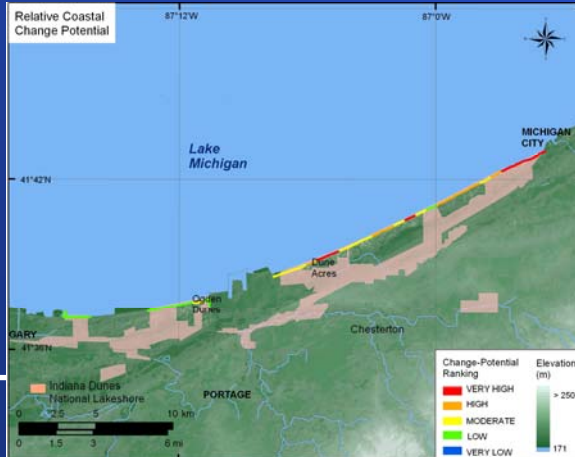 Relative Coastal
Change Potential
87°12'W
87°0'W
MICHIGAN
CITY
Lake
Michigan
41°42'N
Dune
Acres
Ogden
Dunes
GARY
Chesterton
41°36'N
Indiana Dunes
National Lakeshore
PORTAGE
0 2.5 5 10 km
0 1.5 3 6 mi
Change-Potential
Ranking
VERY HIGH
HIGH
MODERATE
LOW
VERY LOW
Elevation
(m)
> 250
171